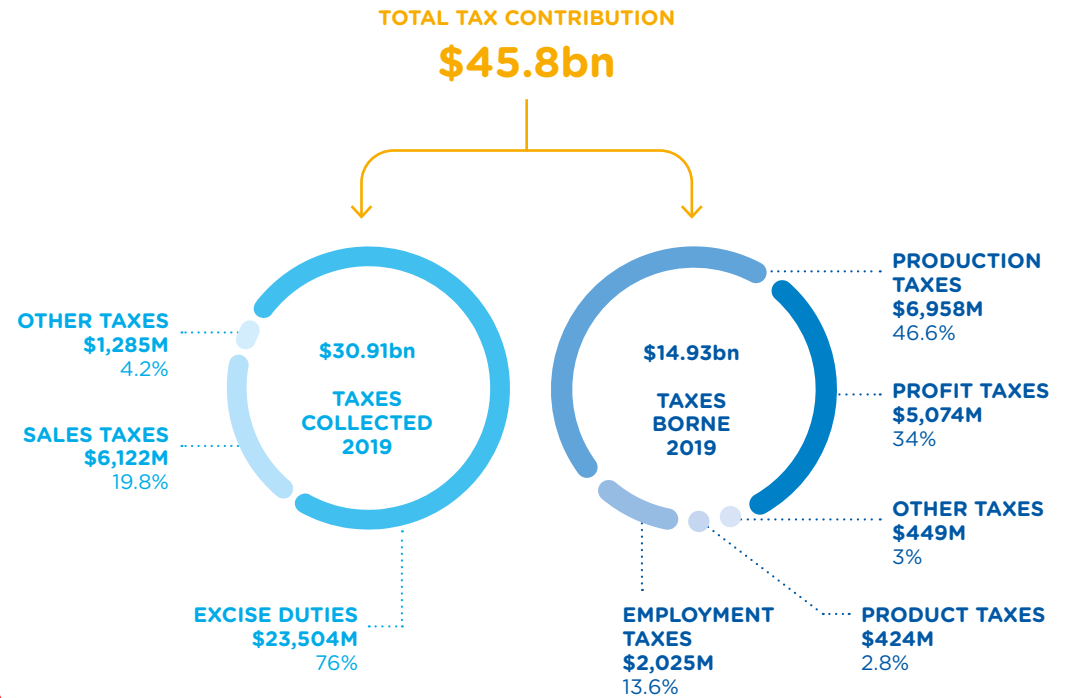 TOTAL TAX CONTRIBUTION
$45.8bn
OTHER TAXES
$1,285M
4.2%
SALES TAXES
$6,122M
19.8%
EXCISE DUTIES
$23,504M
76%
$30.91bn
TAXES
COLLECTED
2019
$14.93bn
TAXES
BORNE
2019
PRODUCTION
TAXES
$6,958M
46.6%
PROFIT TAXES
$5,074M
34%
OTHER TAXES
$449M
3%
PRODUCT TAXES
$424M
2.8%
EMPLOYMENT
TAXES
$2,025M
13.6%